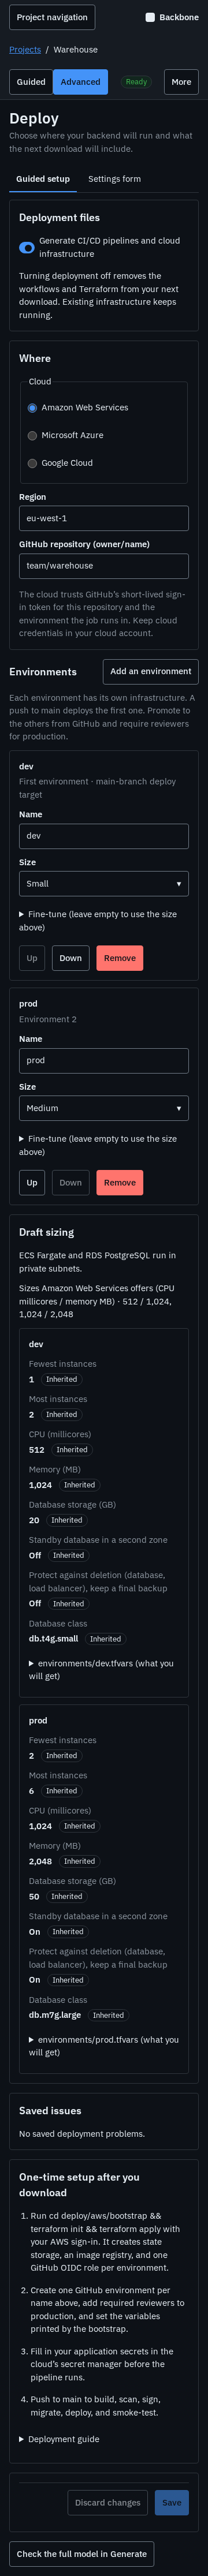 Project navigation
Backbone
Projects / Warehouse
Guided
Advanced
Ready
More
Deploy
Choose where your backend will run and what
the next download will include.
Guided setup
Settings form
Deployment files
Generate CI/CD pipelines and cloud
infrastructure
Turning deployment off removes the
workflows and Terraform from your next
download. Existing infrastructure keeps
running.
Where
Cloud
Amazon Web Services
Microsoft Azure
Google Cloud
Region
eu-west-1
GitHub repository (owner/name)
team/warehouse
The cloud trusts GitHub's short-lived sign-
in token for this repository and the
environment the job runs in. Keep cloud
credentials in your cloud account.
Environments
Add an environment
Each environment has its own infrastructure. A
push to main deploys the first one. Promote to
the others from GitHub and require reviewers
for production.
dev
First environment · main-branch deploy
target
Name
dev
Size
Small
Fine-tune (leave empty to use the size
above)
Up
Down
Remove
prod
Environment 2
Name
prod
Size
Medium
Fine-tune (leave empty to use the size
above)
Up
Down
Remove
Draft sizing
ECS Fargate and RDS PostgreSQL run in
private subnets.
Sizes Amazon Web Services offers (CPU
millicores / memory MB) · 512 / 1,024,
1,024 / 2,048
dev
Fewest instances
1 Inherited
Most instances
2 Inherited
CPU (millicores)
512 Inherited
Memory (MB)
1,024 Inherited
Database storage (GB)
20 Inherited
Standby database in a second zone
Off Inherited
Protect against deletion (database,
load balancer), keep a final backup
Off Inherited
Database class
db.t4g.small Inherited
environments/dev.tfvars (what you
will get)
prod
Fewest instances
2 Inherited
Most instances
6 Inherited
CPU (millicores)
1,024 Inherited
Memory (MB)
2,048 Inherited
Database storage (GB)
50 Inherited
Standby database in a second zone
On Inherited
Protect against deletion (database,
load balancer), keep a final backup
On Inherited
Database class
db.m7g.large Inherited
environments/prod.tfvars (what you
will get)
Saved issues
No saved deployment problems.
One-time setup after you
download
1. Run cd deploy/aws/bootstrap &&
terraform init && terraform apply with
your AWS sign-in. It creates state
storage, an image registry, and one
GitHub OIDC role per environment.
2. Create one GitHub environment per
name above, add required reviewers to
production, and set the variables
printed by the bootstrap.
3. Fill in your application secrets in the
cloud's secret manager before the
pipeline runs.
4. Push to main to build, scan, sign,
migrate, deploy, and smoke-test.
Deployment guide
Discard changes
Save
Check the full model in Generate